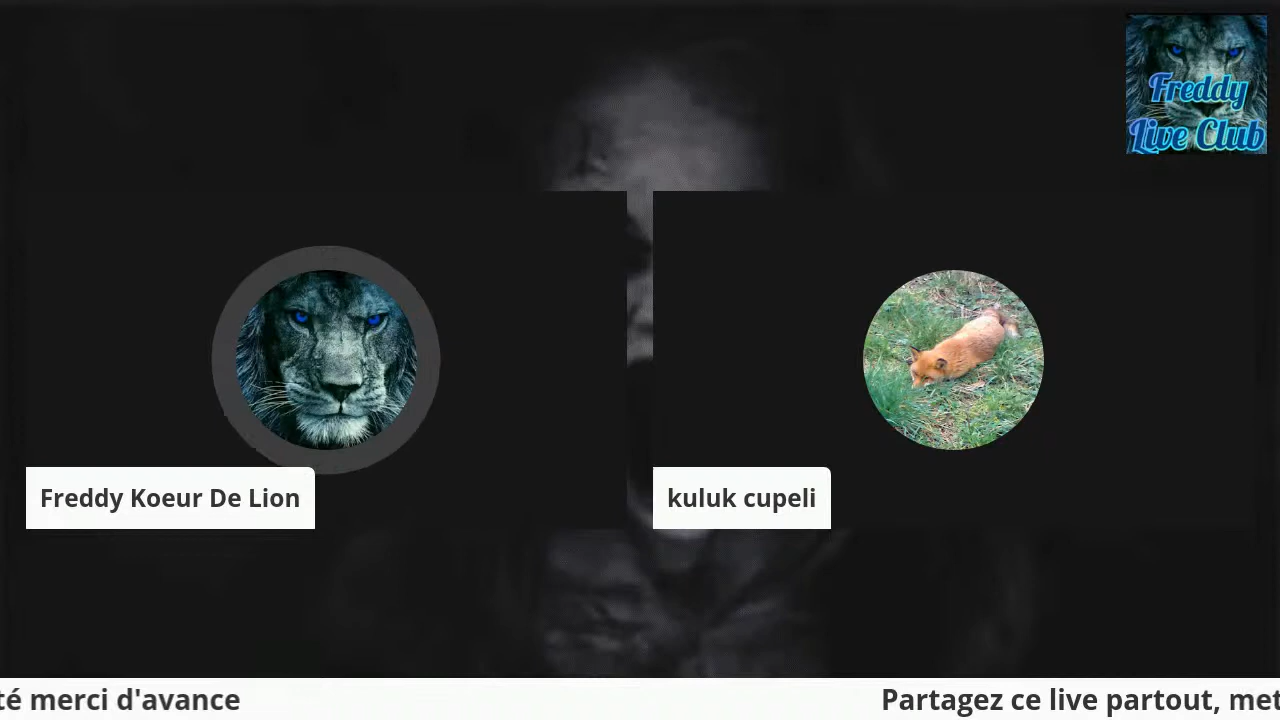 Freddy
Live Club
Freddy Koeur De Lion
kuluk cupeli
té merci d'avance
Partagez ce live partout, met